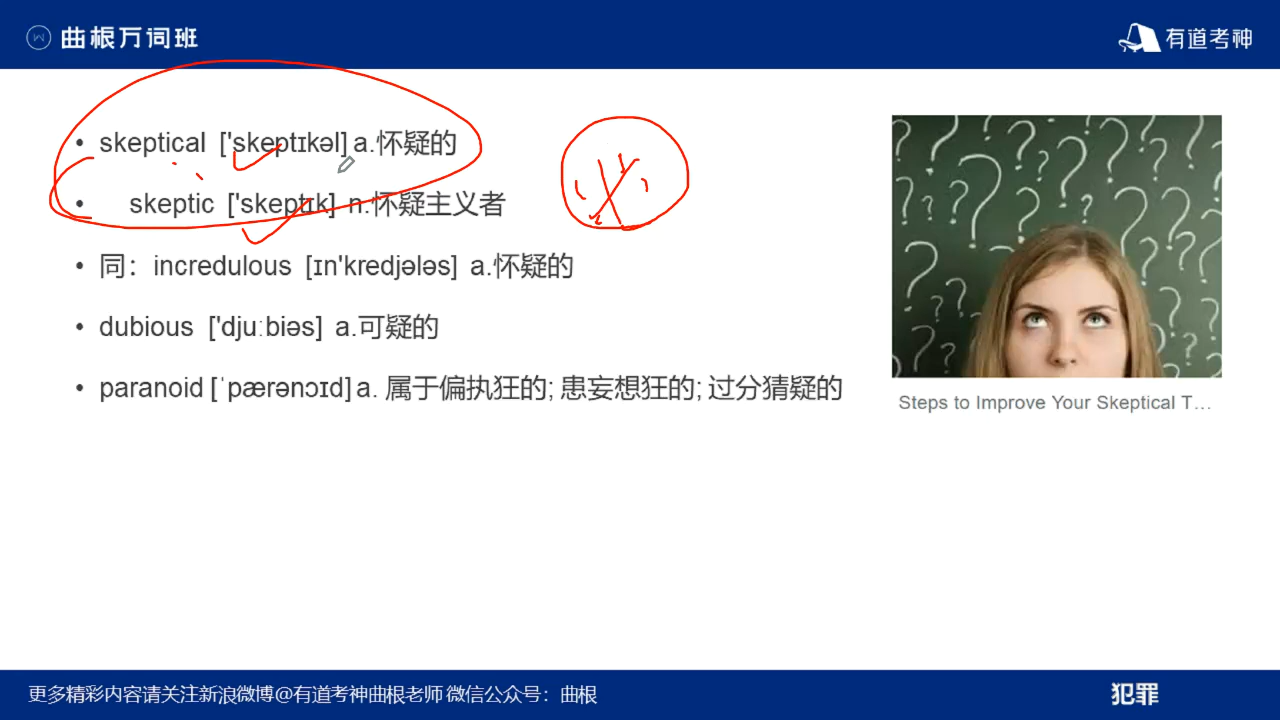 曲根万词班
有道考神
• skeptical ['skeptɪkəl] a.怀疑的
• skeptic ['skeptɪk] n.怀疑主义者
• 同：incredulous [ɪn'kredjələs] a.怀疑的
• dubious ['dju:biəs] a.可疑的
• paranoid [ˈpærənɔɪd] a. 属于偏执狂的; 患妄想狂的; 过分猜疑的
Steps to Improve Your Skeptical T…
更多精彩内容请关注新浪微博@有道考神曲根老师 微信公众号：曲根
犯罪